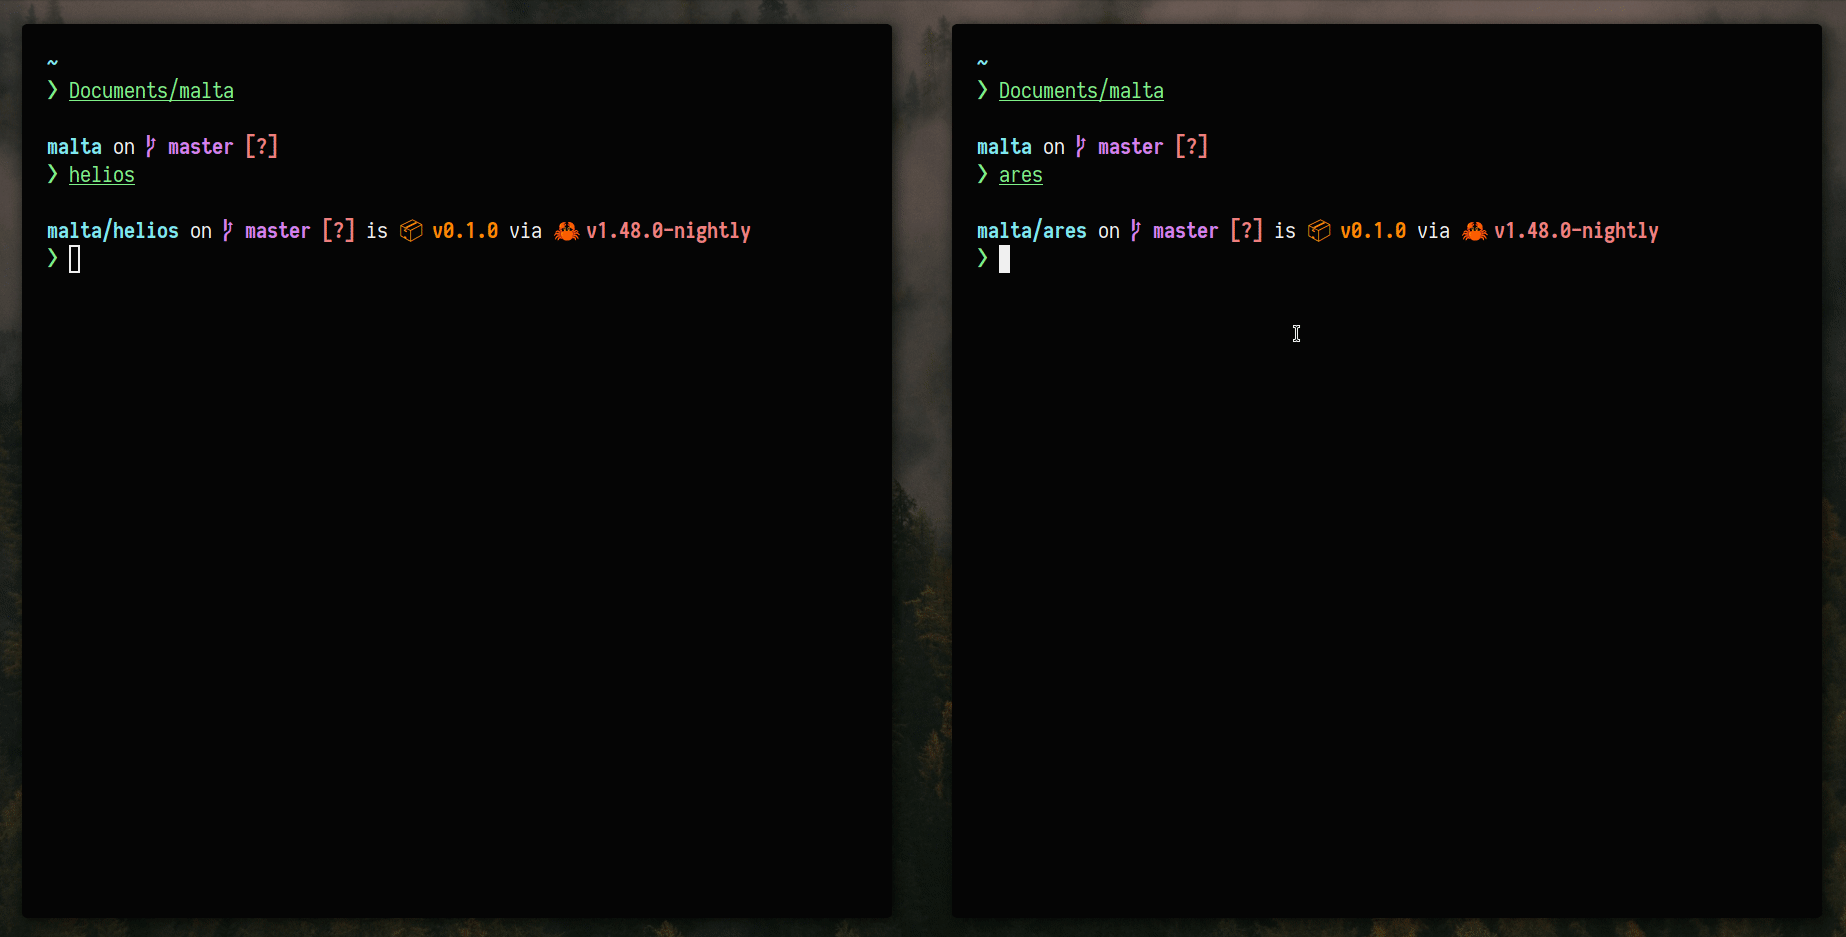 ~
❯ Documents/malta
malta on master [?]
❯ helios
malta/helios on master [?] is 📦 v0.1.0 via 🦀 v1.48.0-nightly
❯
~
❯ Documents/malta
malta on master [?]
❯ ares
malta/ares on master [?] is 📦 v0.1.0 via 🦀 v1.48.0-nightly
❯